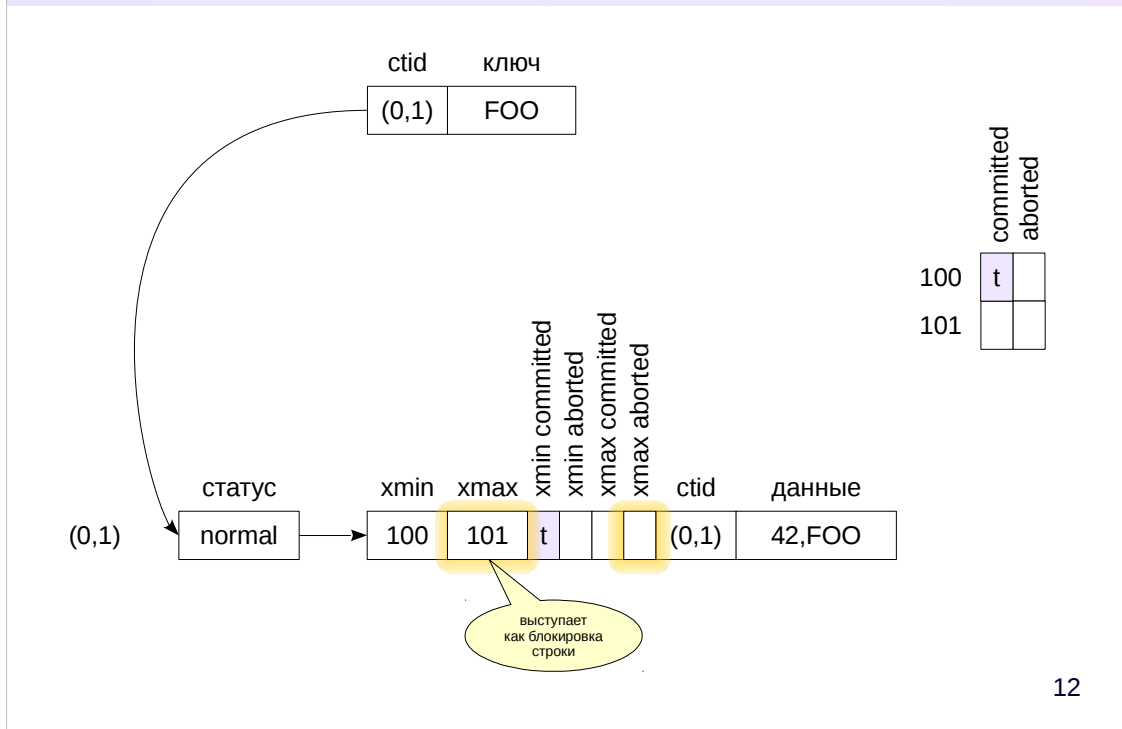 ctid ключ
(0,1) FOO
committed
aborted
100 t
101
xmin committed
xmin aborted
xmax committed
xmax aborted
статус xmin xmax ctid данные
(0,1) normal 100 101 t (0,1) 42,FOO
выступает
как блокировка
строки
12